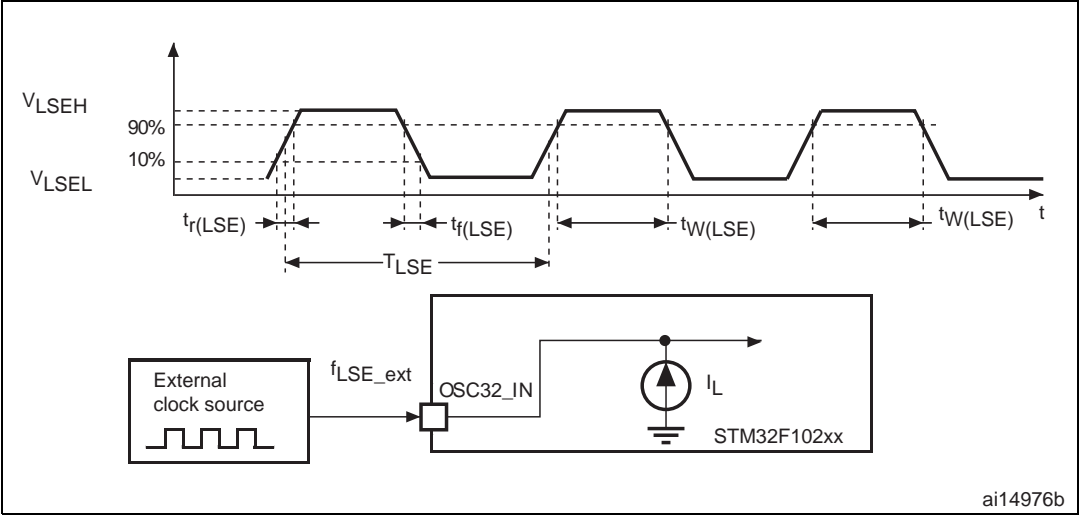 VLSEH
90%
10%
VLSEL
tr(LSE)
tf(LSE)
tW(LSE)
tW(LSE)
t
TLSE
External
clock source
fLSE_ext
OSC32_IN
IL
STM32F102xx
ai14976b